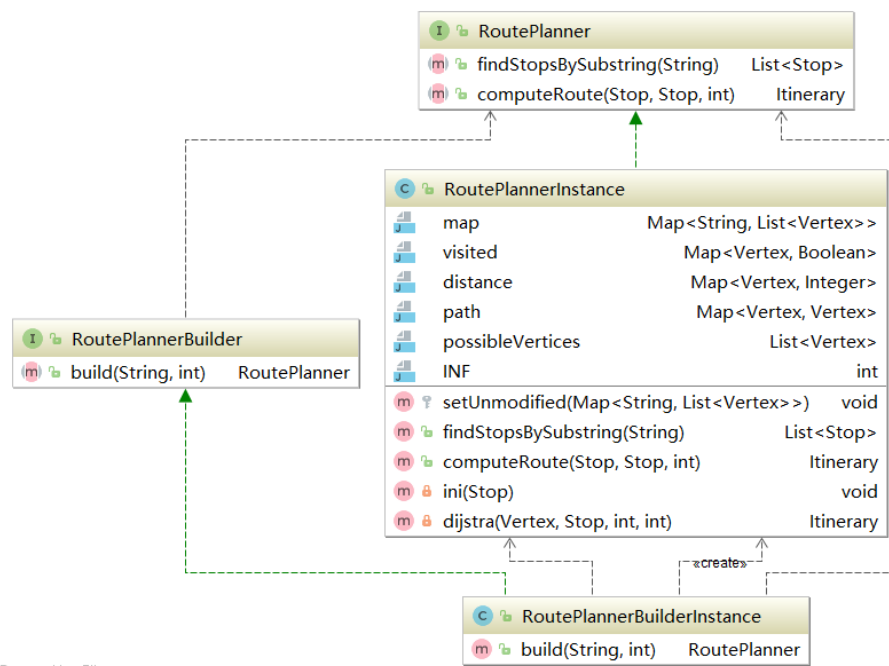 I RoutePlanner
m findStopsBySubstring(String) List<Stop>
m computeRoute(Stop, Stop, int) Itinerary
C RoutePlannerInstance
J map Map<String, List<Vertex>>
J visited Map<Vertex, Boolean>
J distance Map<Vertex, Integer>
J path Map<Vertex, Vertex>
J possibleVertices List<Vertex>
J INF int
m setUnmodified(Map<String, List<Vertex>>) void
m findStopsBySubstring(String) List<Stop>
m computeRoute(Stop, Stop, int) Itinerary
m ini(Stop) void
m dijstra(Vertex, Stop, int, int) Itinerary
I RoutePlannerBuilder
m build(String, int) RoutePlanner
«create»
C RoutePlannerBuilderInstance
m build(String, int) RoutePlanner